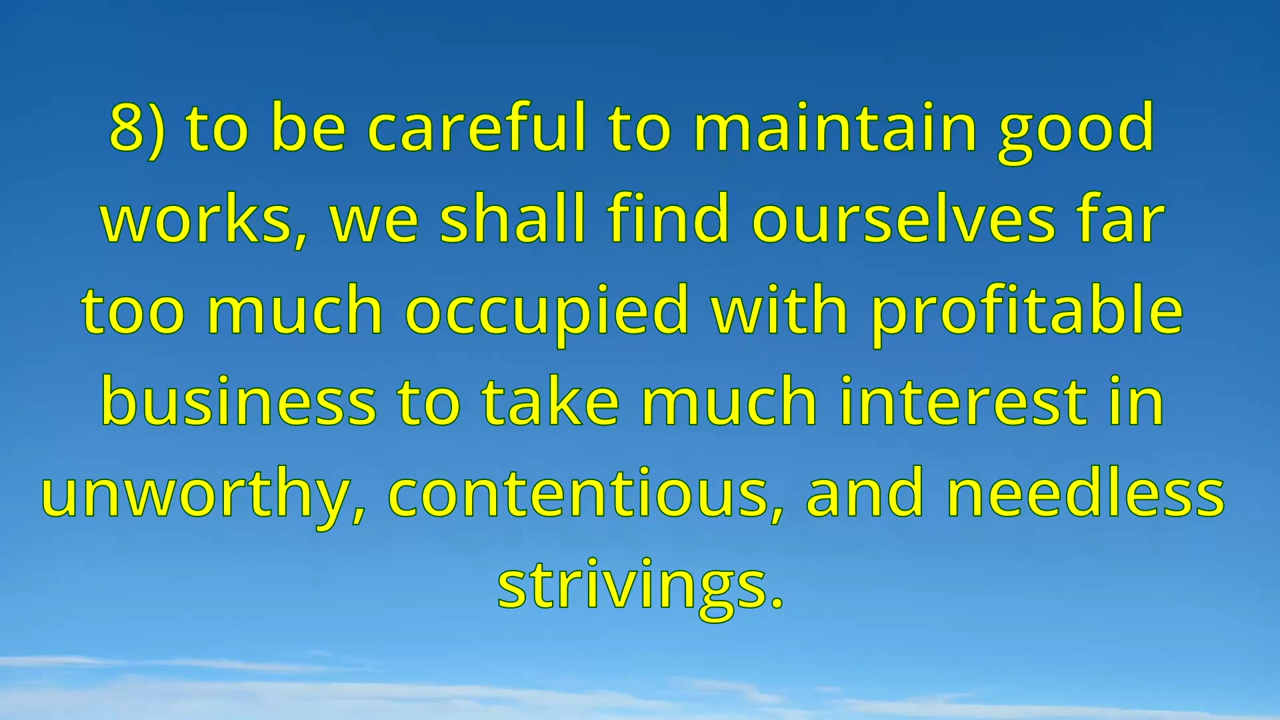 8) to be careful to maintain good
works, we shall find ourselves far
too much occupied with profitable
business to take much interest in
unworthy, contentious, and needless
strivings.